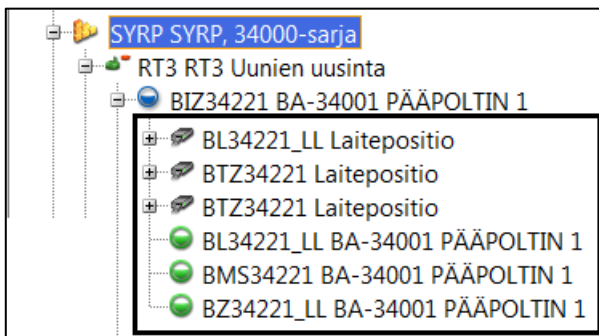 SYRP SYRP, 34000-sarja
RT3 RT3 Uunien uusinta
BIZ34221 BA-34001 PÄÄPOLTIN 1
BL34221_LL Laitepositio
BTZ34221 Laitepositio
BTZ34221 Laitepositio
BL34221_LL BA-34001 PÄÄPOLTIN 1
BMS34221 BA-34001 PÄÄPOLTIN 1
BZ34221_LL BA-34001 PÄÄPOLTIN 1